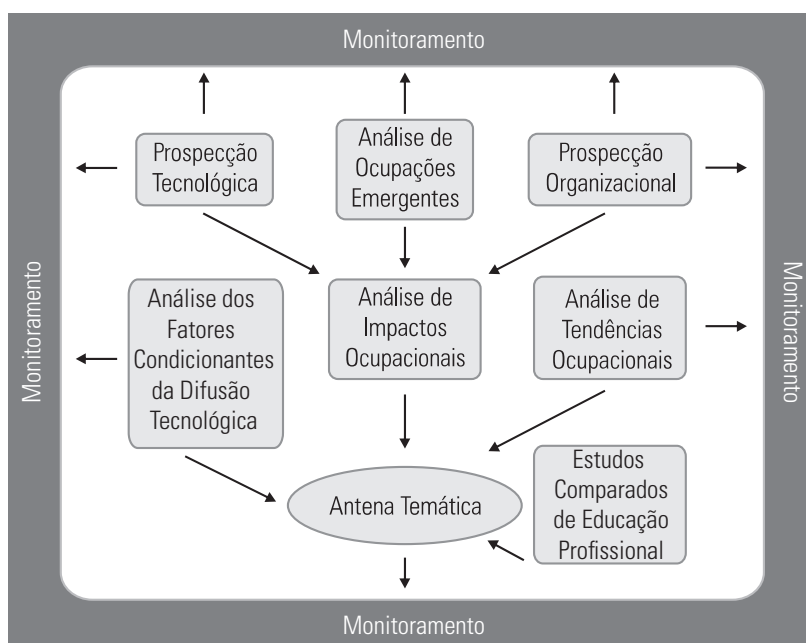 Monitoramento
Prospecção
Tecnológica
Análise de
Ocupações
Emergentes
Prospecção
Organizacional
Monitoramento
Análise dos
Fatores
Condicionantes
da Difusão
Tecnológica
Análise de
Impactos
Ocupacionais
Análise de
Tendências
Ocupacionais
Monitoramento
Antena Temática
Estudos
Comparados
de Educação
Profissional
Monitoramento